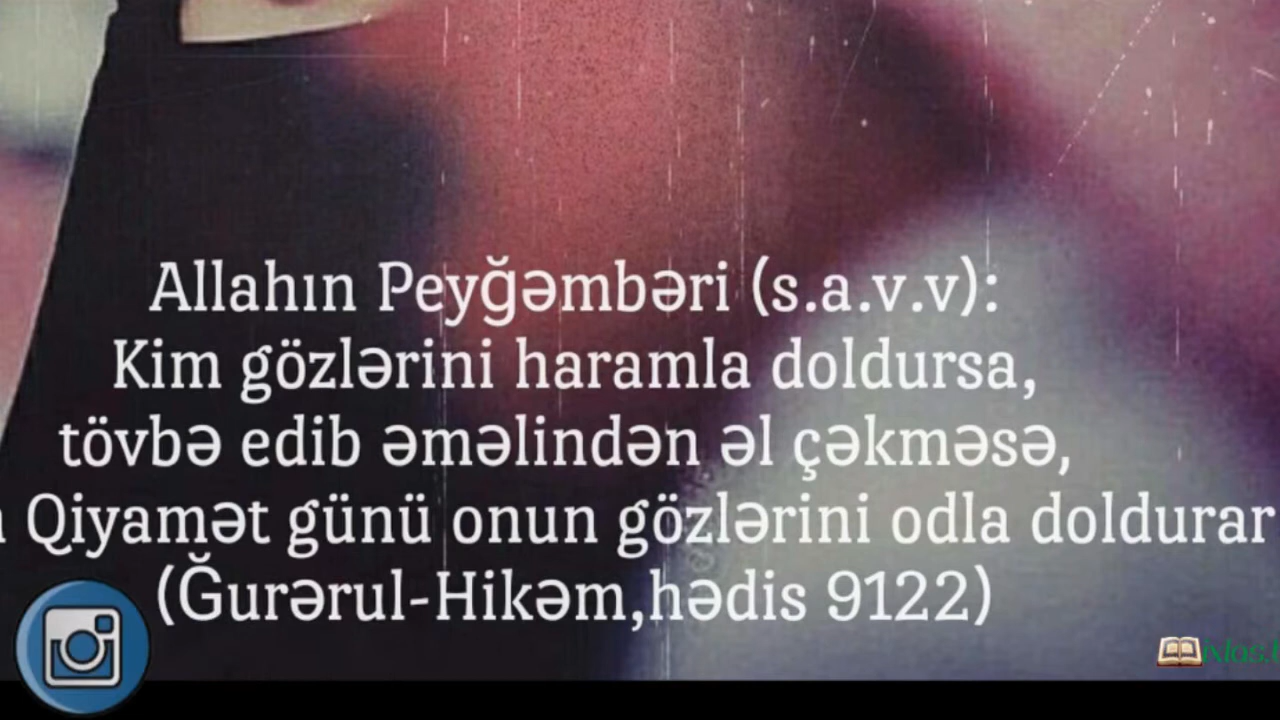 Allahın Peyğəmbəri (s.a.v.v):
Kim gözlərini haramla doldursa,
tövbə edib əməlindən əl çəkməsə,
Qiyamət günü onun gözlərini odla doldurar
(Ğurərul-Hikəm,hədis 9122)